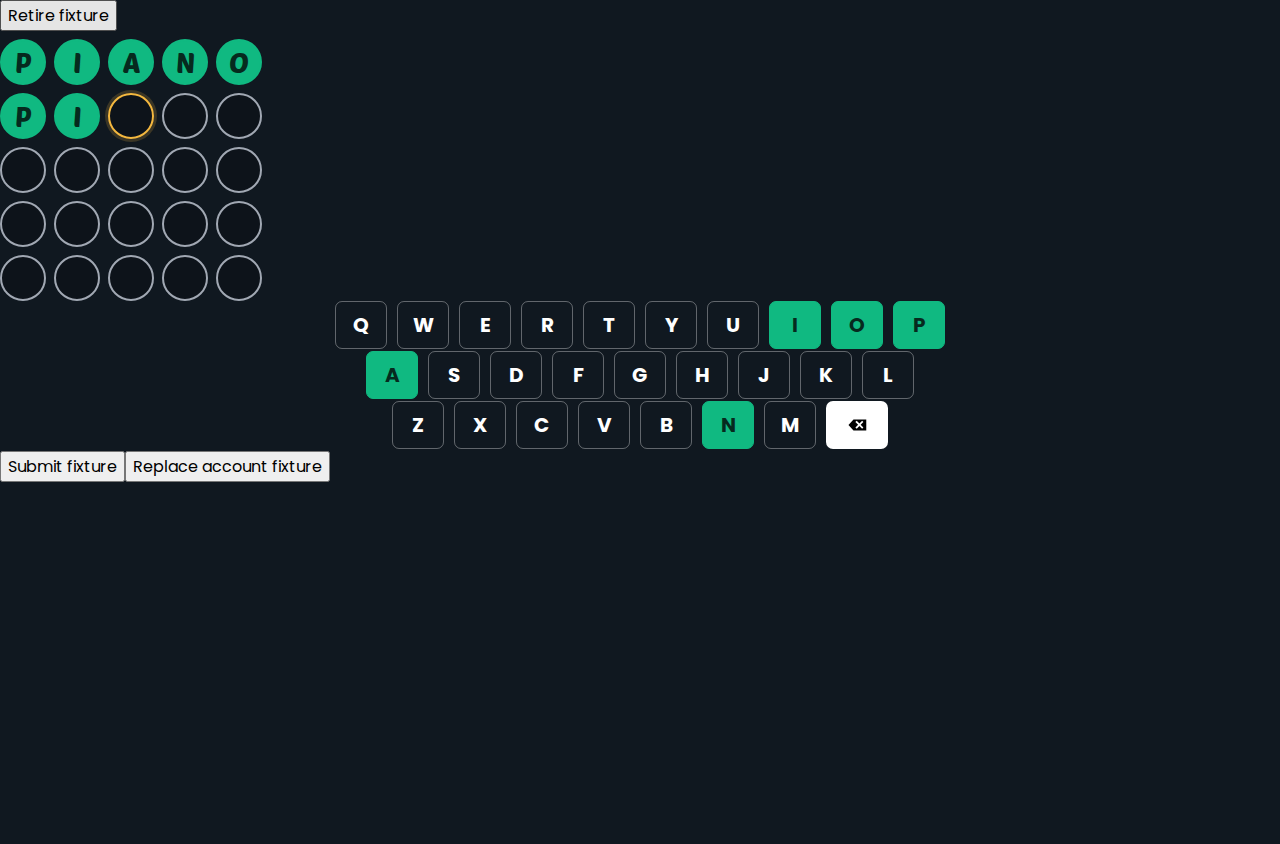 Retire fixture
P I A N O
P I
Q W E R T Y U I O P
A S D F G H J K L
Z X C V B N M
Submit fixture Replace account fixture